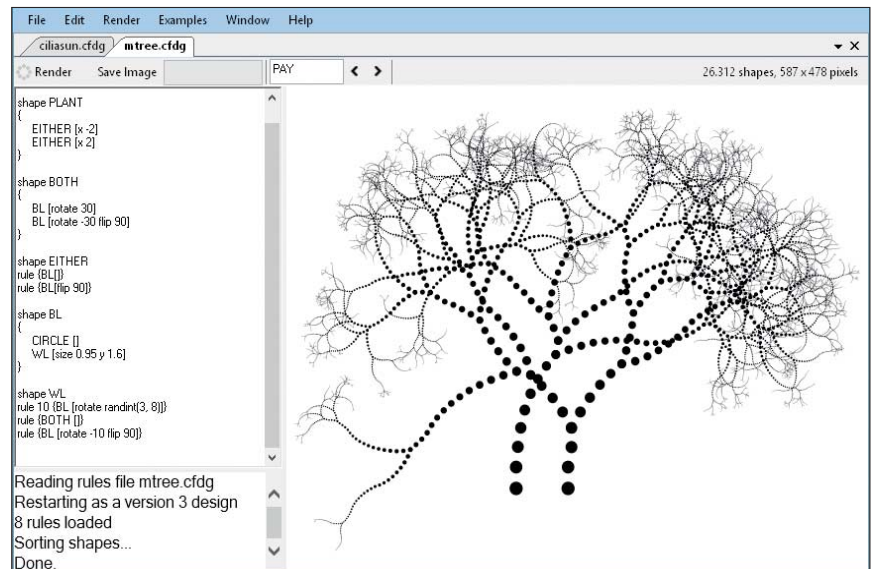 File Edit Render Examples Window Help
ciliasun.cfdg mtree.cfdg
Render Save Image PAY 26.312 shapes, 587 x 478 pixels
shape PLANT
{
EITHER [x -2]
EITHER [x 2]
}
shape BOTH
{
BL [rotate 30]
BL [rotate -30 flip 90]
}
shape EITHER
rule {BL[]}
rule {BL[flip 90]}
shape BL
{
CIRCLE []
WL [size 0.95 y 1.6]
}
shape WL
rule 10 {BL [rotate randint(3, 8)]}
rule {BOTH []}
rule {BL [rotate -10 flip 90]}
Reading rules file mtree.cfdg
Restarting as a version 3 design
8 rules loaded
Sorting shapes...
Done.